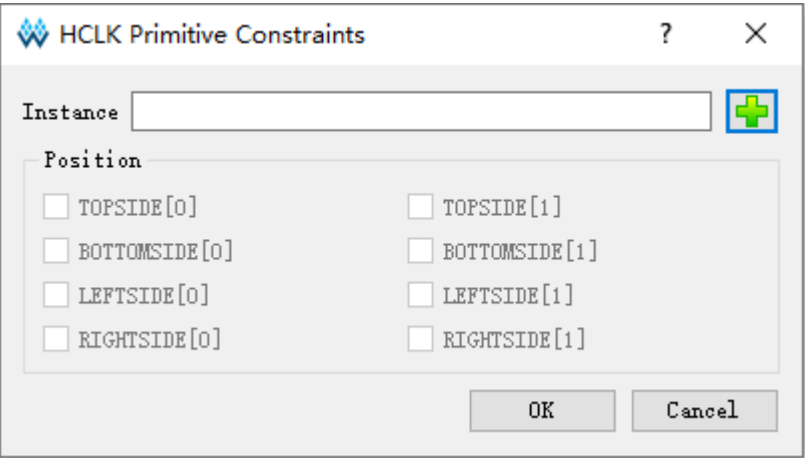 HCLK Primitive Constraints ? ×
Instance
Position
TOPSIDE[0] TOPSIDE[1]
BOTTOMSIDE[0] BOTTOMSIDE[1]
LEFTSIDE[0] LEFTSIDE[1]
RIGHTSIDE[0] RIGHTSIDE[1]
OK Cancel